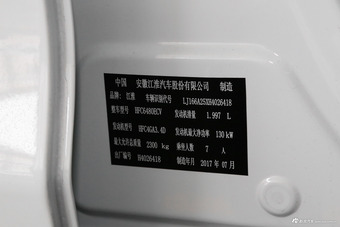 中国 安徽江淮汽车股份有限公司 制造
品牌: 江淮 车辆识别代号 LJ166A25XH4026418
整车型号 HFC6480ECV 发动机排量 1.997 L
发动机型号 HFC4GA3.4D 发动机最大净功率 130 kW
最大允许总质量 2300 kg 乘坐人数 7 人
出厂编号 H4026418 制造年月 2017 年 07 月